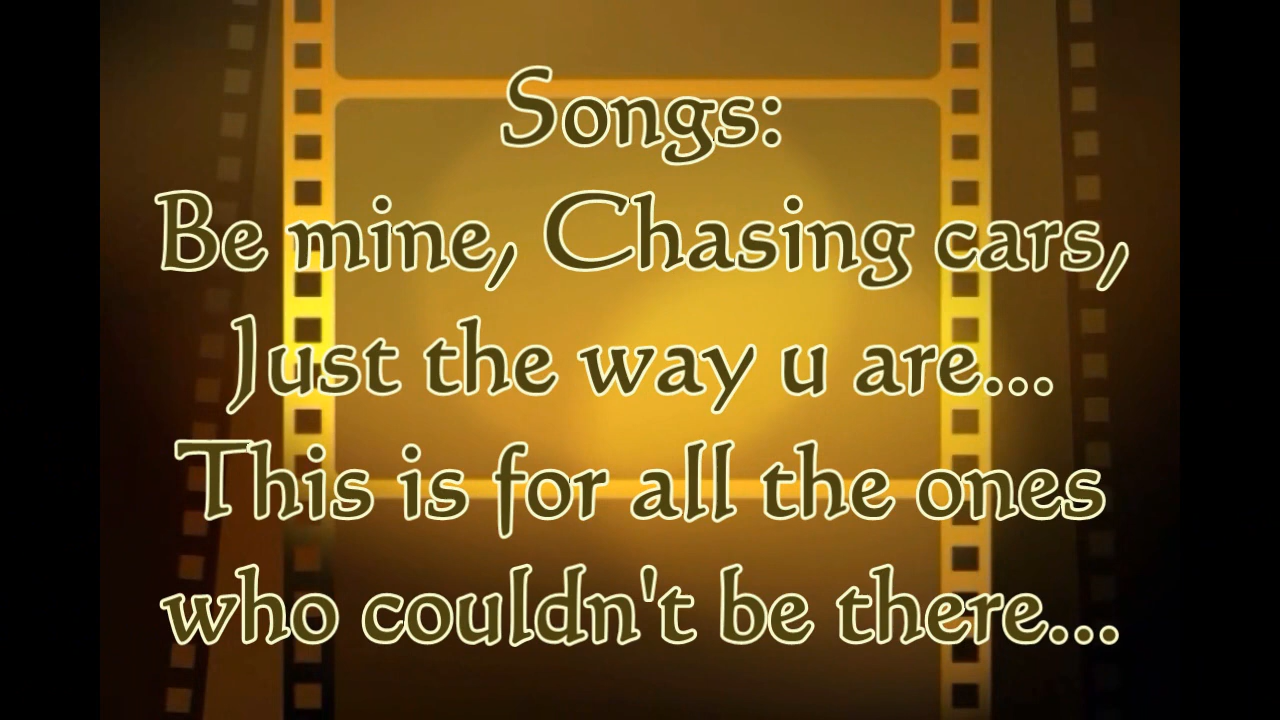 Songs:
Be mine, Chasing cars,
Just the way u are...
This is for all the ones
who couldn't be there...